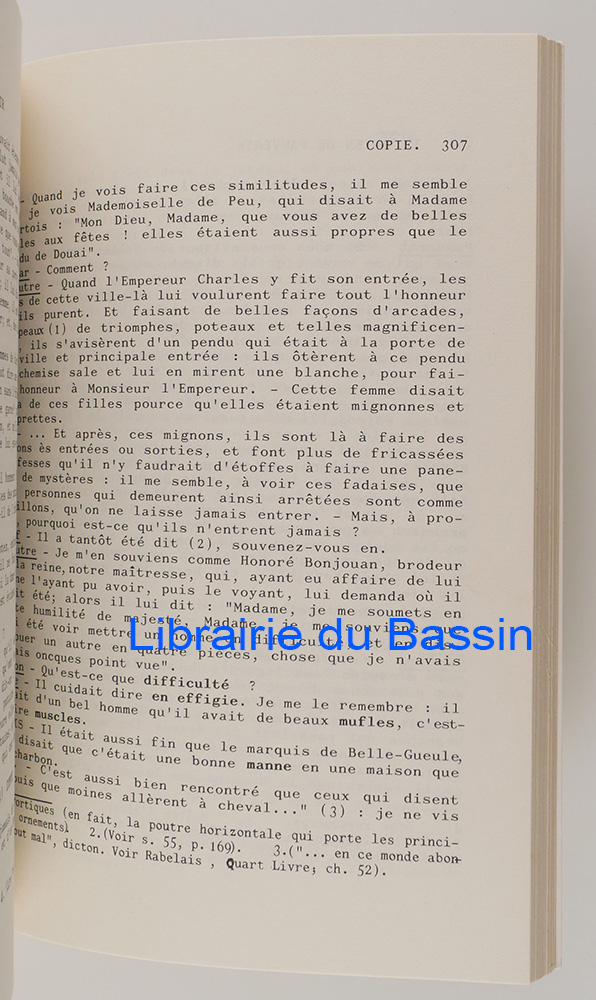 COPIE. 307
- Quand je vois faire ces similitudes, il me semble
je vois Mademoiselle de Peu, qui disait à Madame
rtois : "Mon Dieu, Madame, que vous avez de belles
les aux fêtes ! elles étaient aussi propres que le
du de Douai".
ar - Comment ?
utre - Quand l'Empereur Charles y fit son entrée, les
s de cette ville-là lui voulurent faire tout l'honneur
ils purent. Et faisant de belles façons d'arcades,
peaux(1) de triomphes, poteaux et telles magnificen-
, ils s'avisèrent d'un pendu qui était à la porte de
ville et principale entrée : ils ôtèrent à ce pendu
chemise sale et lui en mirent une blanche, pour fai-
honneur à Monsieur l'Empereur. - Cette femme disait
a de ces filles pource qu'elles étaient mignonnes et
prettes.
- ... Et après, ces mignons, ils sont là à faire des
ons ès entrées ou sorties, et font plus de fricassées
fesses qu'il n'y faudrait d'étoffes à faire une pane-
de mystères : il me semble, à voir ces fadaises, que
personnes qui demeurent ainsi arrêtées sont comme
illons, qu'on ne laisse jamais entrer. - Mais, à pro-
, pourquoi est-ce qu'ils n'entrent jamais ?
f - Il a tantôt été dit (2), souvenez-vous en.
utre - Je m'en souviens comme Honoré Bonjouan, brodeur
la reine, notre maîtresse, qui, ayant eu affaire de lui
ne l'ayant pu avoir, puis le voyant, lui demanda où il
it été; alors il lui dit : "Madame, je me soumets en
te humilité de majesté. Madame, je me souviens que
i été voir mettre un homme en difficulté, et en
ouer un autre en quatre pièces, chose que je n'avais
ais oncques point vue".
on - Qu'est-ce que difficulté ?
e - Il cuidait dire en effigie. Je me le remembre : il
ait d'un bel homme qu'il avait de beaux mufles, c'est-
ire muscles.
S - Il était aussi fin que le marquis de Belle-Gueule,
disait que c'était une bonne manne en une maison que
charbon.
- C'est aussi bien rencontré que ceux qui disent
uis que moines allèrent à cheval..." (3) : je ne vis
ortiques (en fait, la poutre horizontale qui porte les princi-
ornements) 2.(Voir s. 55, p. 169). 3.("... en ce monde abon-
out mal", dicton. Voir Rabelais , Quart Livre, ch. 52).
Librairie du Bassin